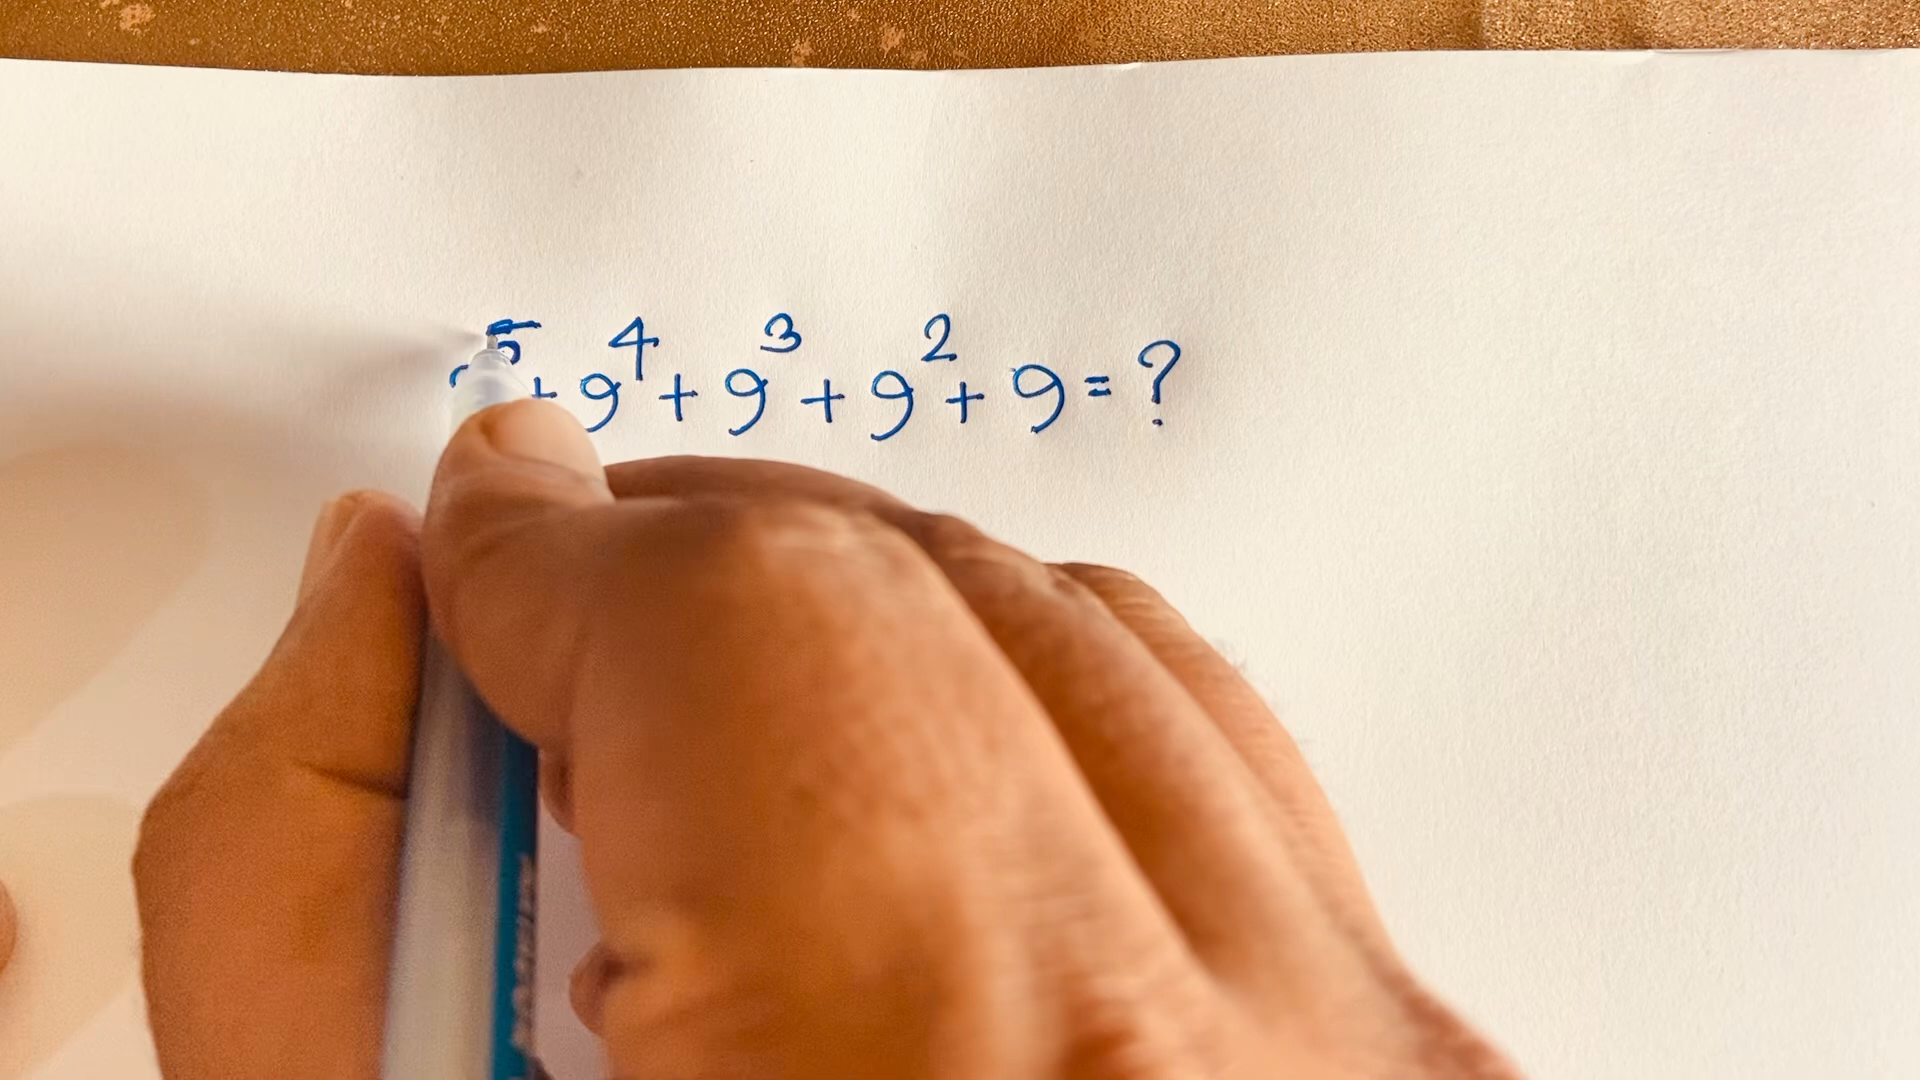 ⁵ + 9⁴ + 9³ + 9² + 9 = ?